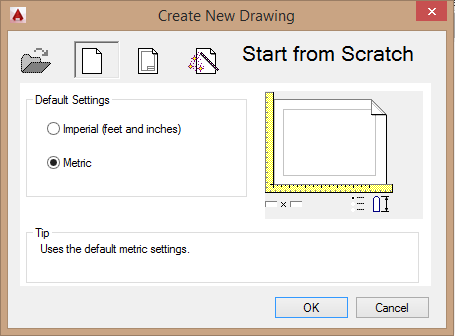 Create New Drawing
Start from Scratch
Default Settings
Imperial (feet and inches)
Metric
Tip
Uses the default metric settings.
OK
Cancel